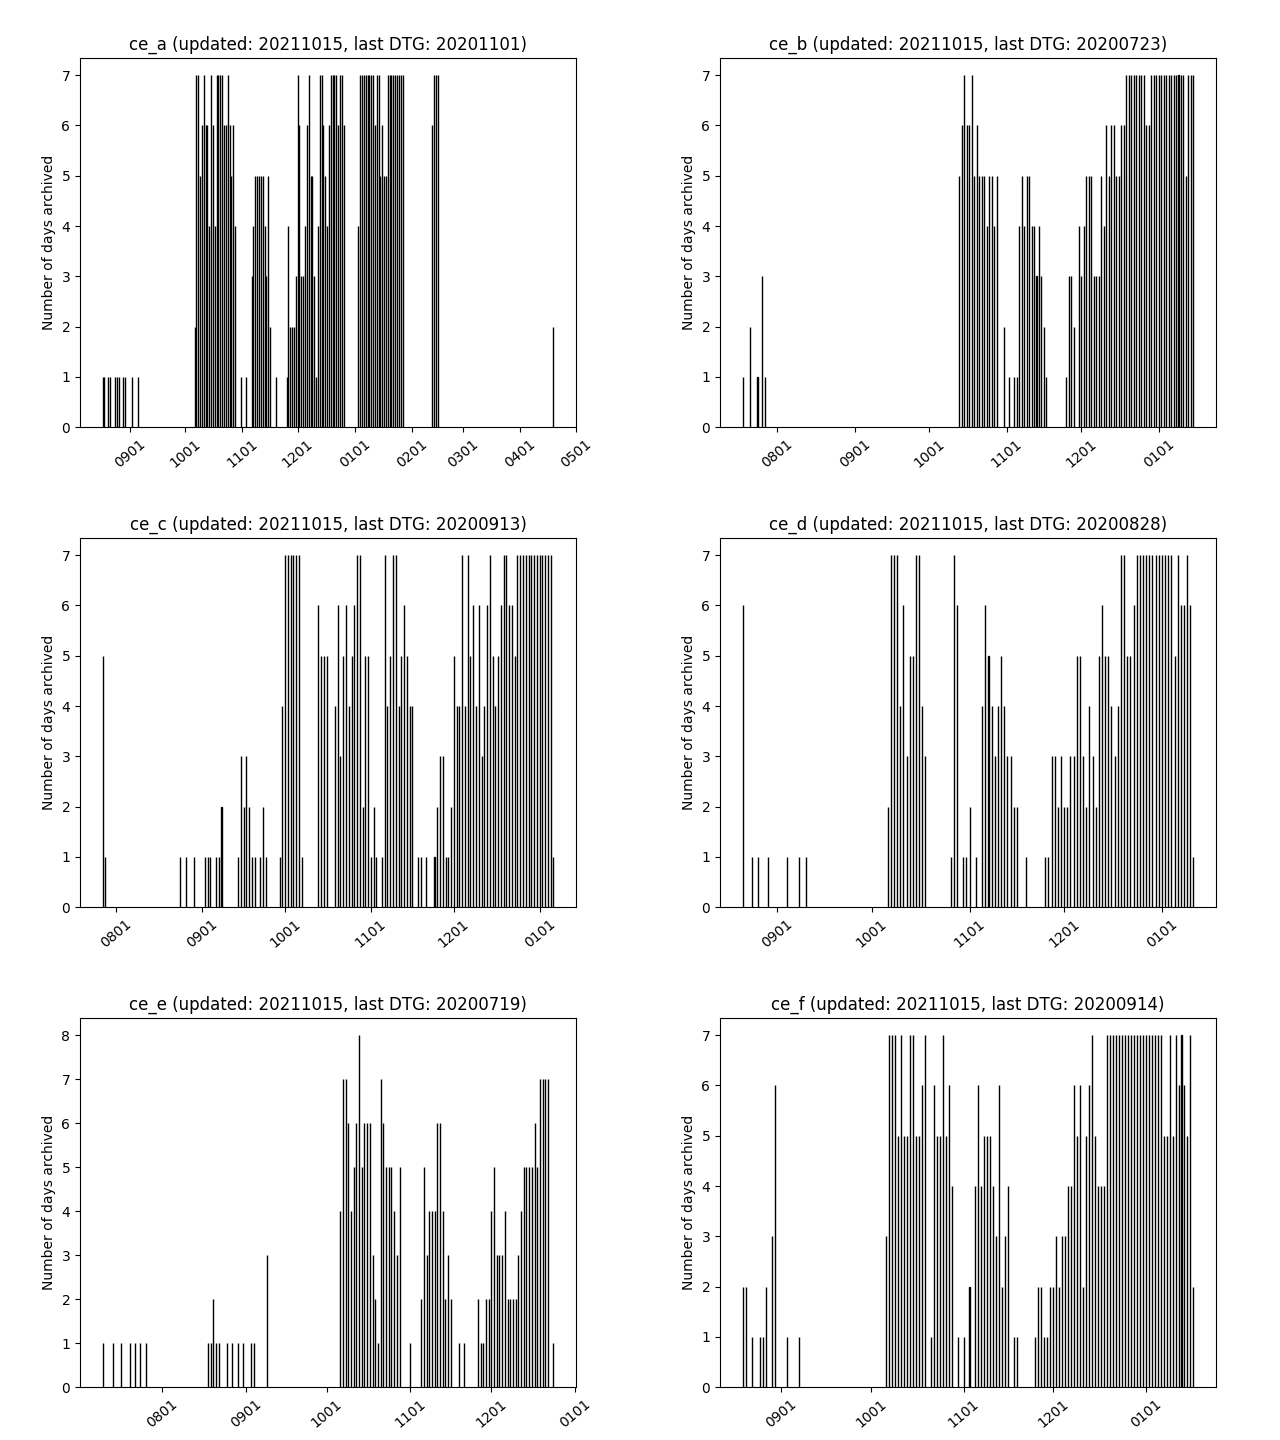 ce_a (updated: 20211015, last DTG: 20201101)
Number of days archived
7
6
5
4
3
2
1
0
0901 1001 1101 1201 0101 0201 0301 0401 0501
ce_b (updated: 20211015, last DTG: 20200723)
Number of days archived
7
6
5
4
3
2
1
0
0801 0901 1001 1101 1201 0101
ce_c (updated: 20211015, last DTG: 20200913)
Number of days archived
7
6
5
4
3
2
1
0
0801 0901 1001 1101 1201 0101
ce_d (updated: 20211015, last DTG: 20200828)
Number of days archived
7
6
5
4
3
2
1
0
0901 1001 1101 1201 0101
ce_e (updated: 20211015, last DTG: 20200719)
Number of days archived
8
7
6
5
4
3
2
1
0
0801 0901 1001 1101 1201 0101
ce_f (updated: 20211015, last DTG: 20200914)
Number of days archived
7
6
5
4
3
2
1
0
0901 1001 1101 1201 0101